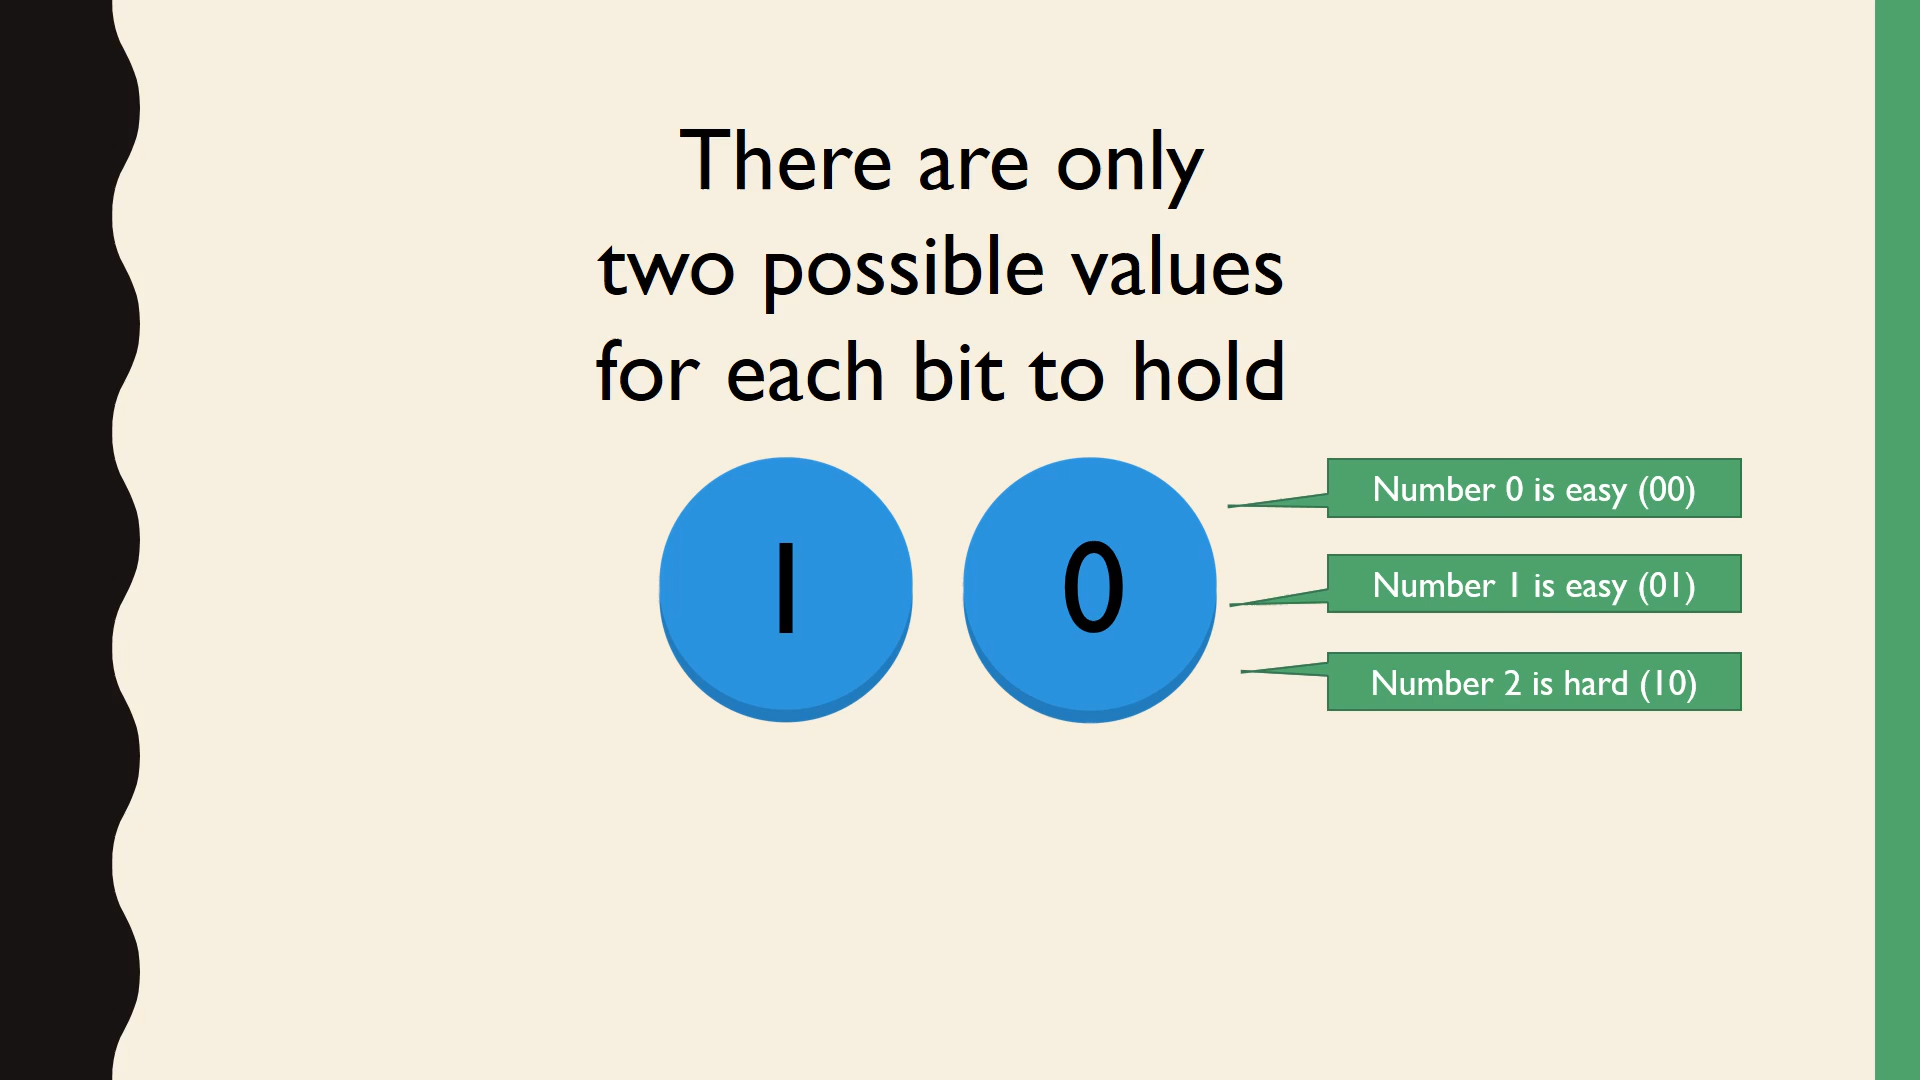 There are only
two possible values
for each bit to hold
1 0
Number 0 is easy (00)
Number 1 is easy (01)
Number 2 is hard (10)